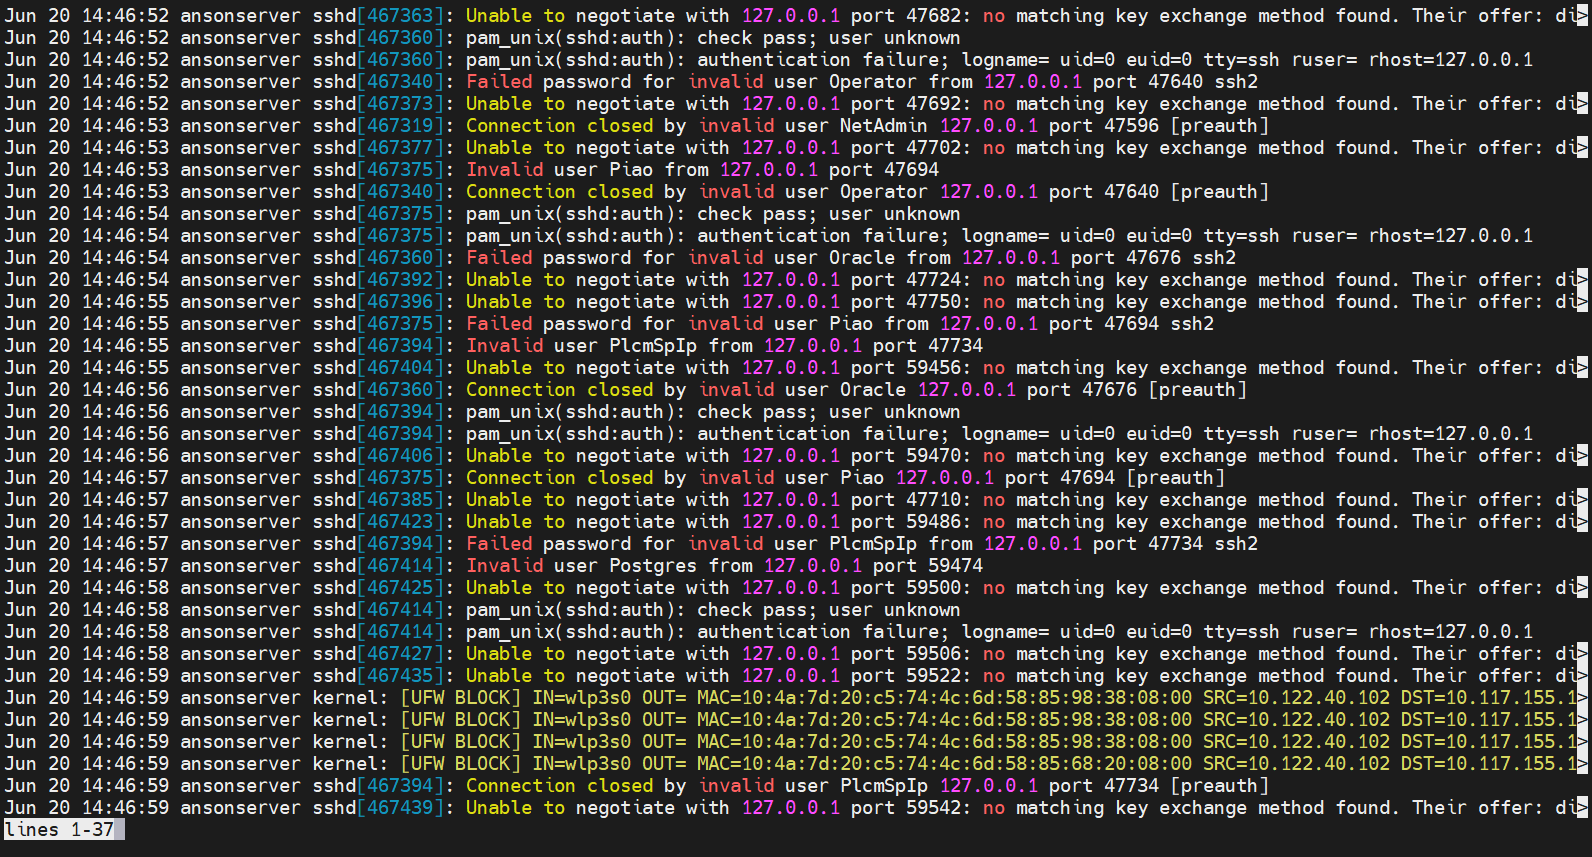 Jun 20 14:46:52 ansonserver sshd[467363]: Unable to negotiate with 127.0.0.1 port 47682: no matching key exchange method found. Their offer: di>
Jun 20 14:46:52 ansonserver sshd[467360]: pam_unix(sshd:auth): check pass; user unknown
Jun 20 14:46:52 ansonserver sshd[467360]: pam_unix(sshd:auth): authentication failure; logname= uid=0 euid=0 tty=ssh ruser= rhost=127.0.0.1
Jun 20 14:46:52 ansonserver sshd[467340]: Failed password for invalid user Operator from 127.0.0.1 port 47640 ssh2
Jun 20 14:46:52 ansonserver sshd[467373]: Unable to negotiate with 127.0.0.1 port 47692: no matching key exchange method found. Their offer: di>
Jun 20 14:46:53 ansonserver sshd[467319]: Connection closed by invalid user NetAdmin 127.0.0.1 port 47596 [preauth]
Jun 20 14:46:53 ansonserver sshd[467377]: Unable to negotiate with 127.0.0.1 port 47702: no matching key exchange method found. Their offer: di>
Jun 20 14:46:53 ansonserver sshd[467375]: Invalid user Piao from 127.0.0.1 port 47694
Jun 20 14:46:53 ansonserver sshd[467340]: Connection closed by invalid user Operator 127.0.0.1 port 47640 [preauth]
Jun 20 14:46:54 ansonserver sshd[467375]: pam_unix(sshd:auth): check pass; user unknown
Jun 20 14:46:54 ansonserver sshd[467375]: pam_unix(sshd:auth): authentication failure; logname= uid=0 euid=0 tty=ssh ruser= rhost=127.0.0.1
Jun 20 14:46:54 ansonserver sshd[467360]: Failed password for invalid user Oracle from 127.0.0.1 port 47676 ssh2
Jun 20 14:46:54 ansonserver sshd[467392]: Unable to negotiate with 127.0.0.1 port 47724: no matching key exchange method found. Their offer: di>
Jun 20 14:46:55 ansonserver sshd[467396]: Unable to negotiate with 127.0.0.1 port 47750: no matching key exchange method found. Their offer: di>
Jun 20 14:46:55 ansonserver sshd[467375]: Failed password for invalid user Piao from 127.0.0.1 port 47694 ssh2
Jun 20 14:46:55 ansonserver sshd[467394]: Invalid user PlcmSpIp from 127.0.0.1 port 47734
Jun 20 14:46:55 ansonserver sshd[467404]: Unable to negotiate with 127.0.0.1 port 59456: no matching key exchange method found. Their offer: di>
Jun 20 14:46:56 ansonserver sshd[467360]: Connection closed by invalid user Oracle 127.0.0.1 port 47676 [preauth]
Jun 20 14:46:56 ansonserver sshd[467394]: pam_unix(sshd:auth): check pass; user unknown
Jun 20 14:46:56 ansonserver sshd[467394]: pam_unix(sshd:auth): authentication failure; logname= uid=0 euid=0 tty=ssh ruser= rhost=127.0.0.1
Jun 20 14:46:56 ansonserver sshd[467406]: Unable to negotiate with 127.0.0.1 port 59470: no matching key exchange method found. Their offer: di>
Jun 20 14:46:57 ansonserver sshd[467375]: Connection closed by invalid user Piao 127.0.0.1 port 47694 [preauth]
Jun 20 14:46:57 ansonserver sshd[467385]: Unable to negotiate with 127.0.0.1 port 47710: no matching key exchange method found. Their offer: di>
Jun 20 14:46:57 ansonserver sshd[467423]: Unable to negotiate with 127.0.0.1 port 59486: no matching key exchange method found. Their offer: di>
Jun 20 14:46:57 ansonserver sshd[467394]: Failed password for invalid user PlcmSpIp from 127.0.0.1 port 47734 ssh2
Jun 20 14:46:57 ansonserver sshd[467414]: Invalid user Postgres from 127.0.0.1 port 59474
Jun 20 14:46:58 ansonserver sshd[467425]: Unable to negotiate with 127.0.0.1 port 59500: no matching key exchange method found. Their offer: di>
Jun 20 14:46:58 ansonserver sshd[467414]: pam_unix(sshd:auth): check pass; user unknown
Jun 20 14:46:58 ansonserver sshd[467414]: pam_unix(sshd:auth): authentication failure; logname= uid=0 euid=0 tty=ssh ruser= rhost=127.0.0.1
Jun 20 14:46:58 ansonserver sshd[467427]: Unable to negotiate with 127.0.0.1 port 59506: no matching key exchange method found. Their offer: di>
Jun 20 14:46:59 ansonserver sshd[467435]: Unable to negotiate with 127.0.0.1 port 59522: no matching key exchange method found. Their offer: di>
Jun 20 14:46:59 ansonserver kernel: [UFW BLOCK] IN=wlp3s0 OUT= MAC=10:4a:7d:20:c5:74:4c:6d:58:85:98:38:08:00 SRC=10.122.40.102 DST=10.117.155.1>
Jun 20 14:46:59 ansonserver kernel: [UFW BLOCK] IN=wlp3s0 OUT= MAC=10:4a:7d:20:c5:74:4c:6d:58:85:98:38:08:00 SRC=10.122.40.102 DST=10.117.155.1>
Jun 20 14:46:59 ansonserver kernel: [UFW BLOCK] IN=wlp3s0 OUT= MAC=10:4a:7d:20:c5:74:4c:6d:58:85:98:38:08:00 SRC=10.122.40.102 DST=10.117.155.1>
Jun 20 14:46:59 ansonserver kernel: [UFW BLOCK] IN=wlp3s0 OUT= MAC=10:4a:7d:20:c5:74:4c:6d:58:85:68:20:08:00 SRC=10.122.40.102 DST=10.117.155.1>
Jun 20 14:46:59 ansonserver sshd[467394]: Connection closed by invalid user PlcmSpIp 127.0.0.1 port 47734 [preauth]
Jun 20 14:46:59 ansonserver sshd[467439]: Unable to negotiate with 127.0.0.1 port 59542: no matching key exchange method found. Their offer: di>
lines 1-37